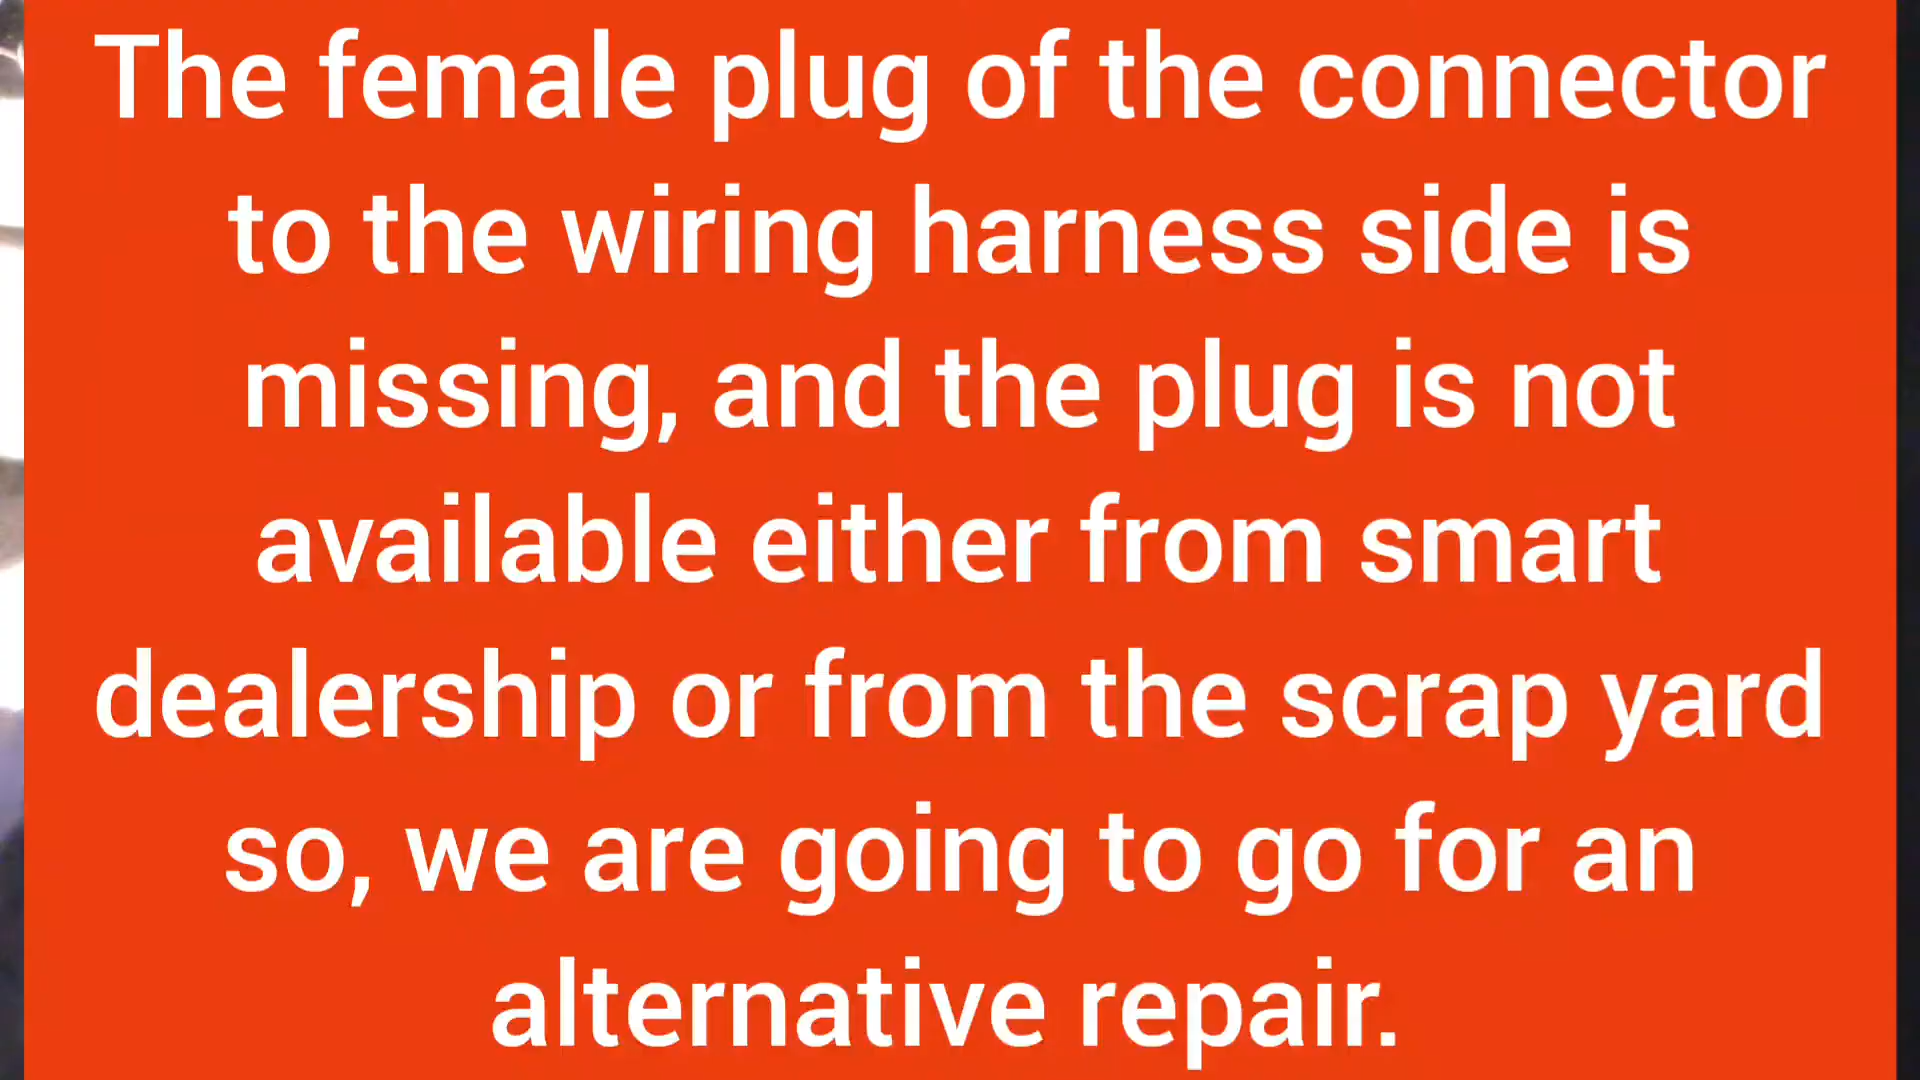 The female plug of the connector
to the wiring harness side is
missing, and the plug is not
available either from smart
dealership or from the scrap yard
so, we are going to go for an
alternative repair.